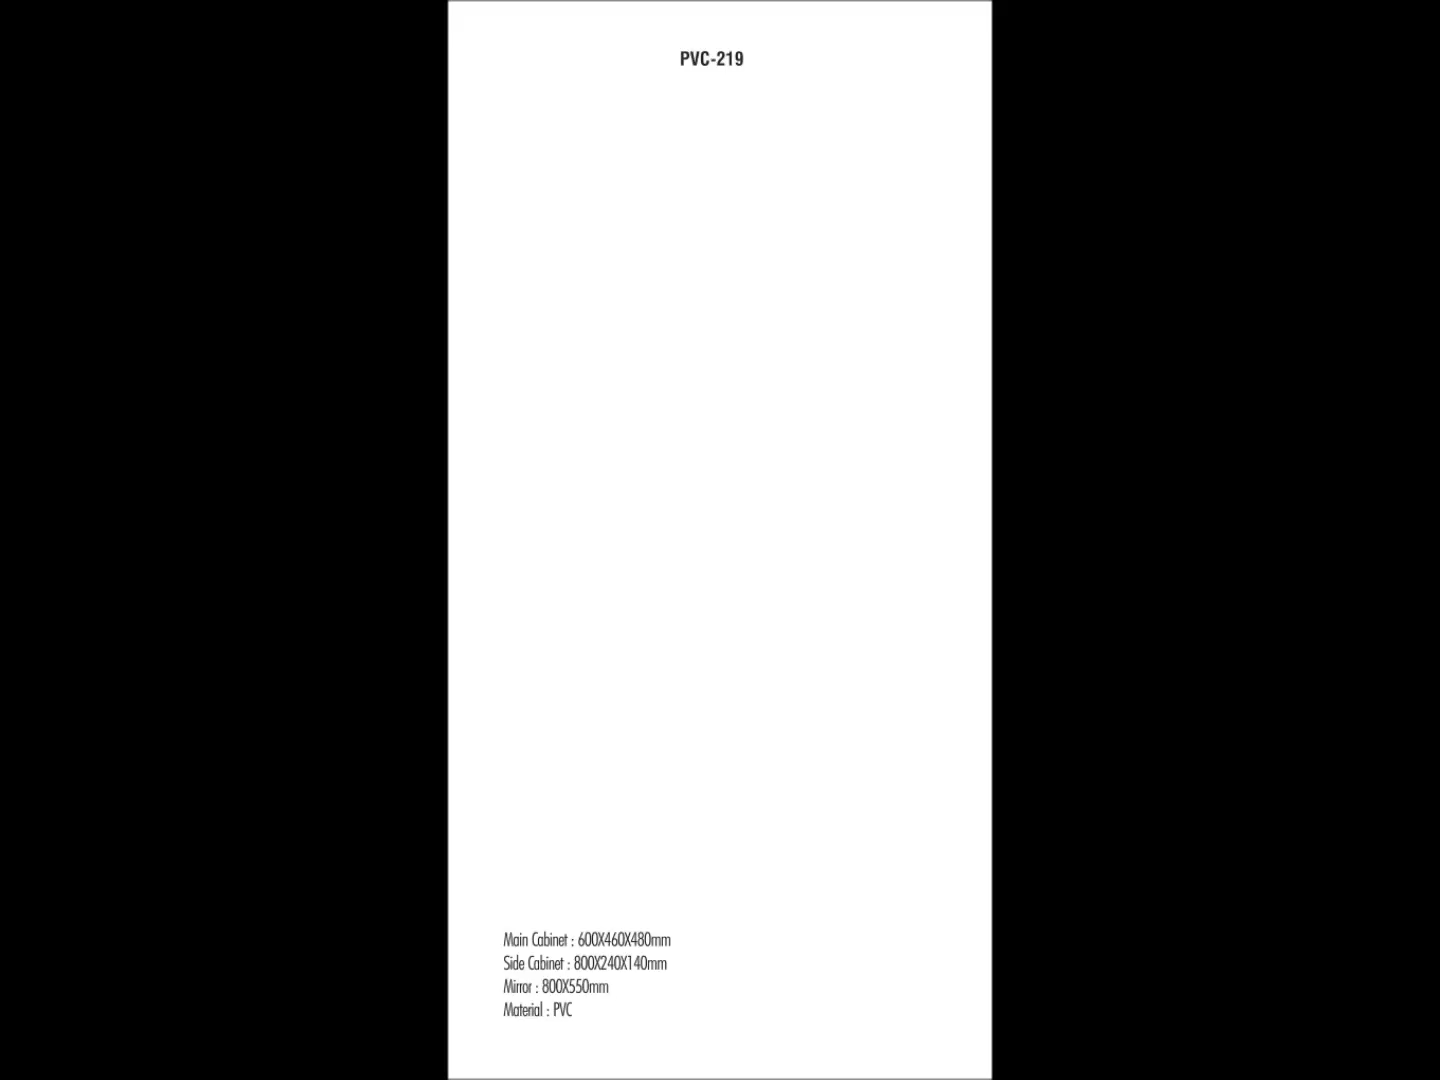 PVC-219
Main Cabinet : 600X460X480mm
Side Cabinet : 800X240X140mm
Mirror : 800X550mm
Material : PVC